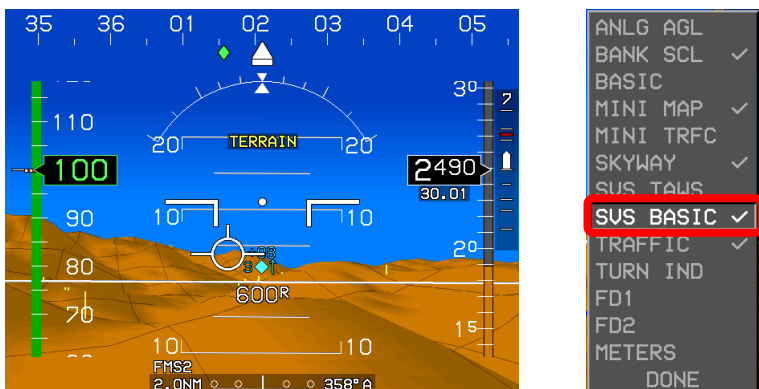 35 36 01 02 03 04 05
110
100
90
80
20 TERRAIN 20
10 10
3
600R
10 10
FMS2
2.0NM 358°A
30
2490
30.01
20
15
7
ANLG AGL
BANK SCL ✓
BASIC
MINI MAP ✓
MINI TRFC
SKYWAY ✓
SVS TAWS
SVS BASIC ✓
TRAFFIC ✓
TURN IND
FD1
FD2
METERS
DONE